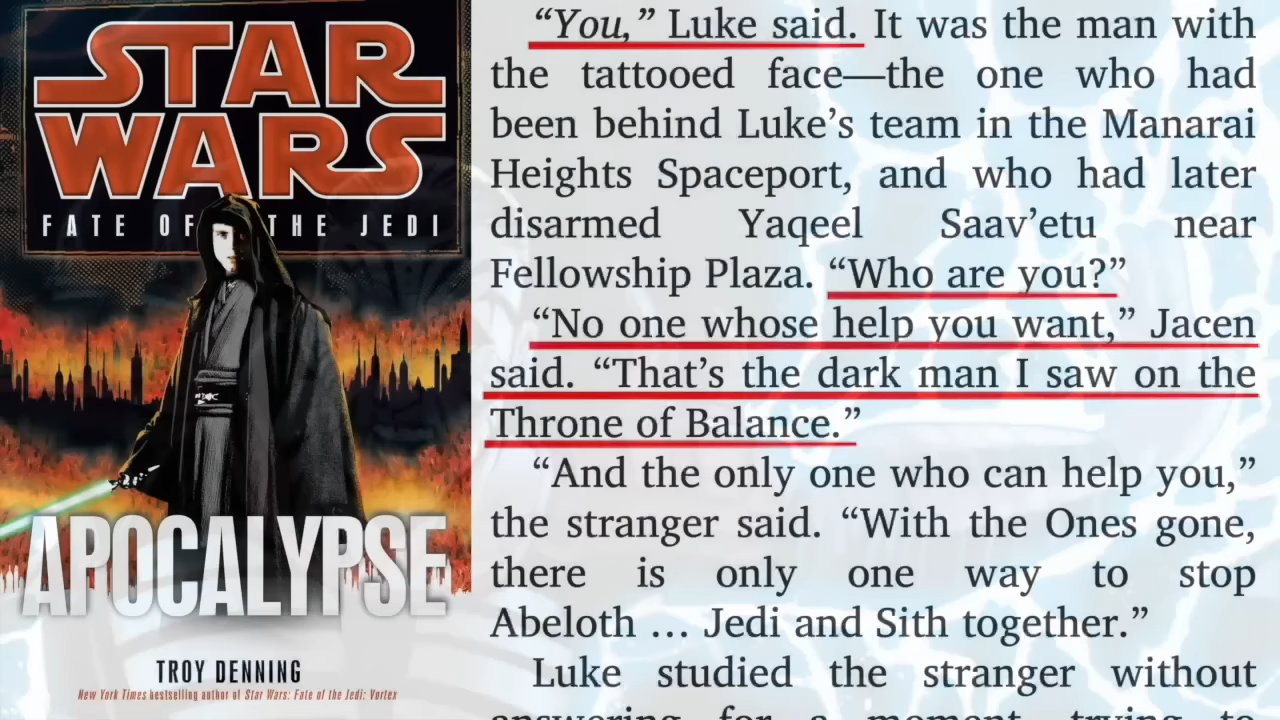 STAR
WARS
FATE OF THE JEDI
APOCALYPSE
TROY DENNING
New York Times bestselling author of Star Wars: Fate of the Jedi: Vortex
“You,” Luke said. It was the man with
the tattooed face—the one who had
been behind Luke’s team in the Manarai
Heights Spaceport, and who had later
disarmed Yaqeel Saav’etu near
Fellowship Plaza. “Who are you?”
“No one whose help you want,” Jacen
said. “That’s the dark man I saw on the
Throne of Balance.”
“And the only one who can help you,”
the stranger said. “With the Ones gone,
there is only one way to stop
Abeloth … Jedi and Sith together.”
Luke studied the stranger without
answering for a moment, trying to